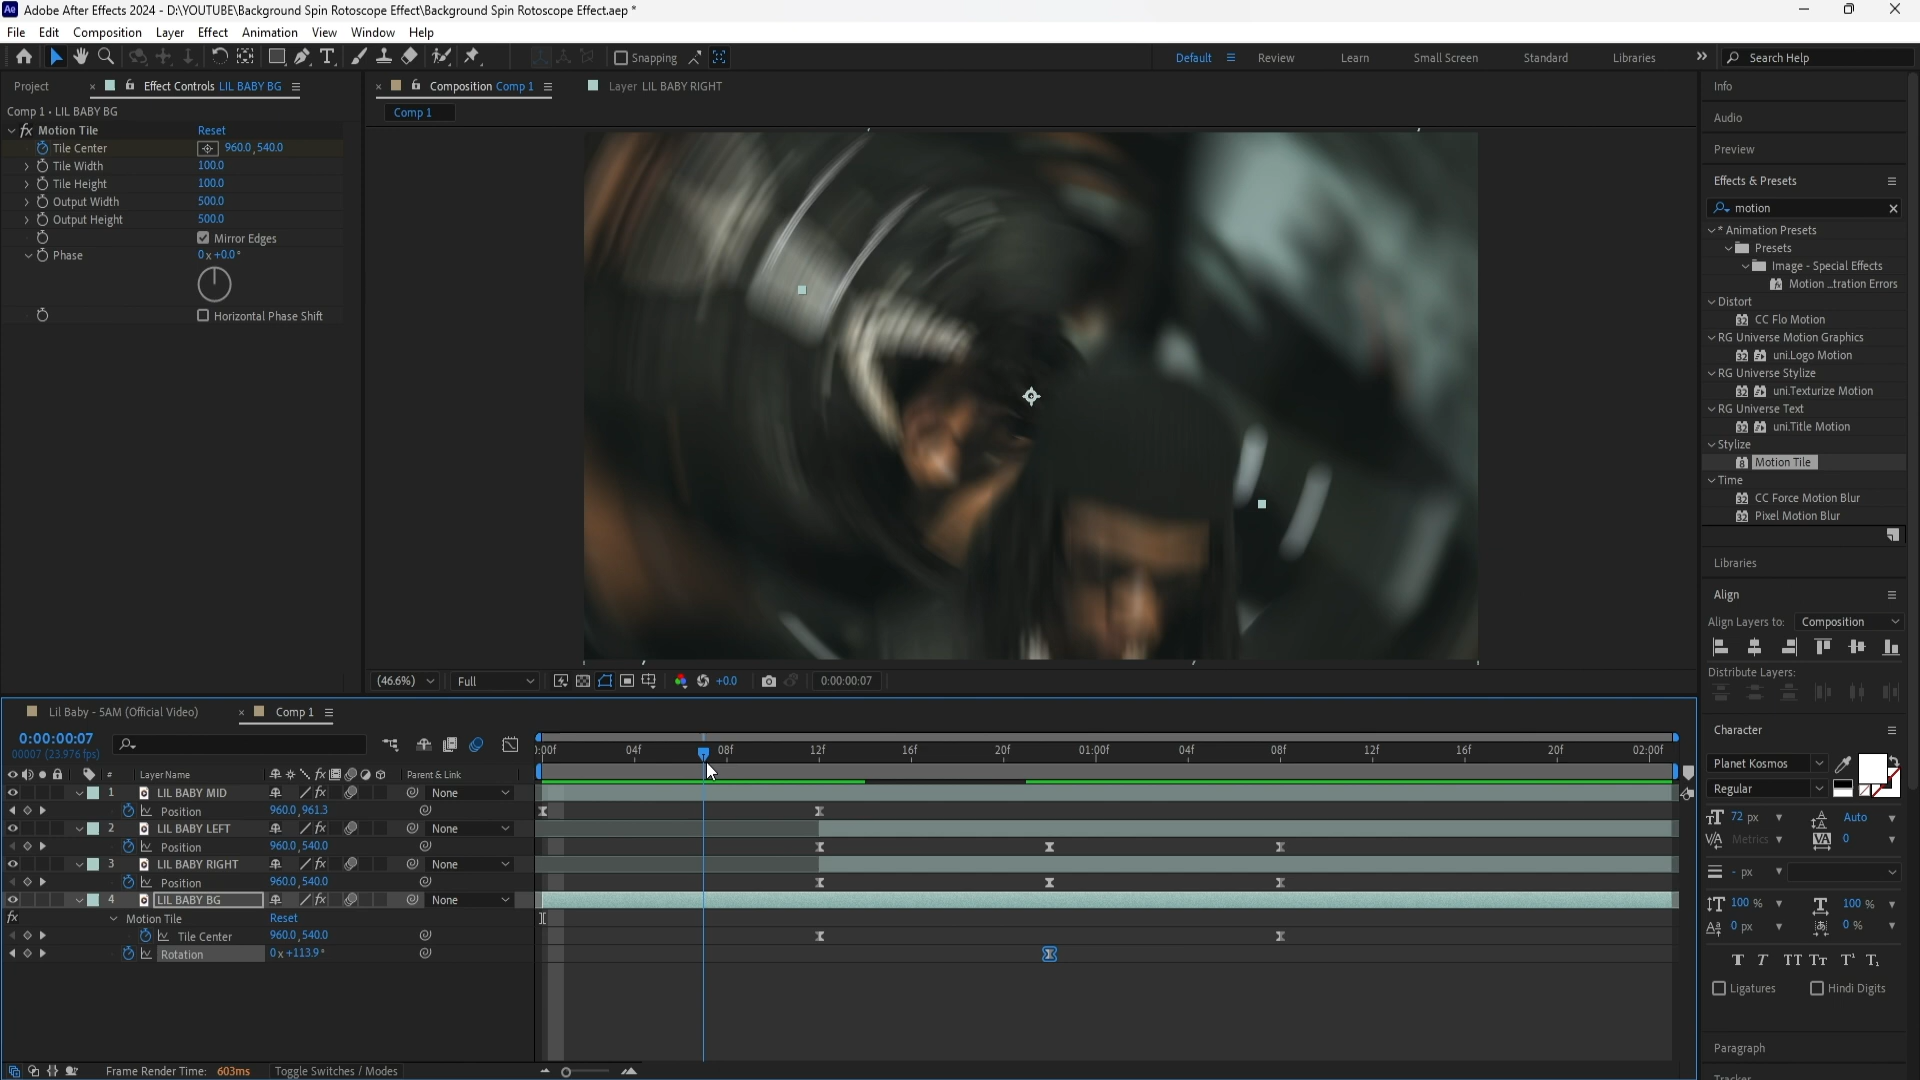 Adobe After Effects 2024 - D:\YOUTUBE\Background Spin Rotoscope Effect\Background Spin Rotoscope Effect.aep *
File Edit Composition Layer Effect Animation View Window Help
Snapping
Default Review Learn Small Screen Standard Libraries Search Help
Project Effect Controls LIL BABY BG
Comp 1 • LIL BABY BG
fx Motion Tile Reset
Tile Center 960.0,540.0
Tile Width 100.0
Tile Height 100.0
Output Width 500.0
Output Height 500.0
Mirror Edges
Phase 0x+0.0°
Horizontal Phase Shift
Composition Comp 1 Layer LIL BABY RIGHT
Comp 1
(46.6%) Full +0.0 0:00:00:07
Info
Audio
Preview
Effects & Presets
motion
* Animation Presets
Presets
Image - Special Effects
Motion ...tration Errors
Distort
CC Flo Motion
RG Universe Motion Graphics
uni.Logo Motion
RG Universe Stylize
uni.Texturize Motion
RG Universe Text
uni.Title Motion
Stylize
Motion Tile
Time
CC Force Motion Blur
Pixel Motion Blur
Libraries
Align
Align Layers to: Composition
Distribute Layers:
Character
Planet Kosmos
Regular
72 px Auto
Metrics 0
- px
100 % 100 %
0 px 0 %
Ligatures Hindi Digits
Paragraph
Tracker
Lil Baby - 5AM (Official Video) Comp 1
0:00:00:07
00007 (23.976 fps)
:00f 04f 08f 12f 16f 20f 01:00f 04f 08f 12f 16f 20f 02:00f
# Layer Name Parent & Link
1 LIL BABY MID None
Position 960.0,961.3
2 LIL BABY LEFT None
Position 960.0,540.0
3 LIL BABY RIGHT None
Position 960.0,540.0
4 LIL BABY BG None
fx Motion Tile Reset
Tile Center 960.0,540.0
Rotation 0x+113.9°
Frame Render Time: 603ms Toggle Switches / Modes